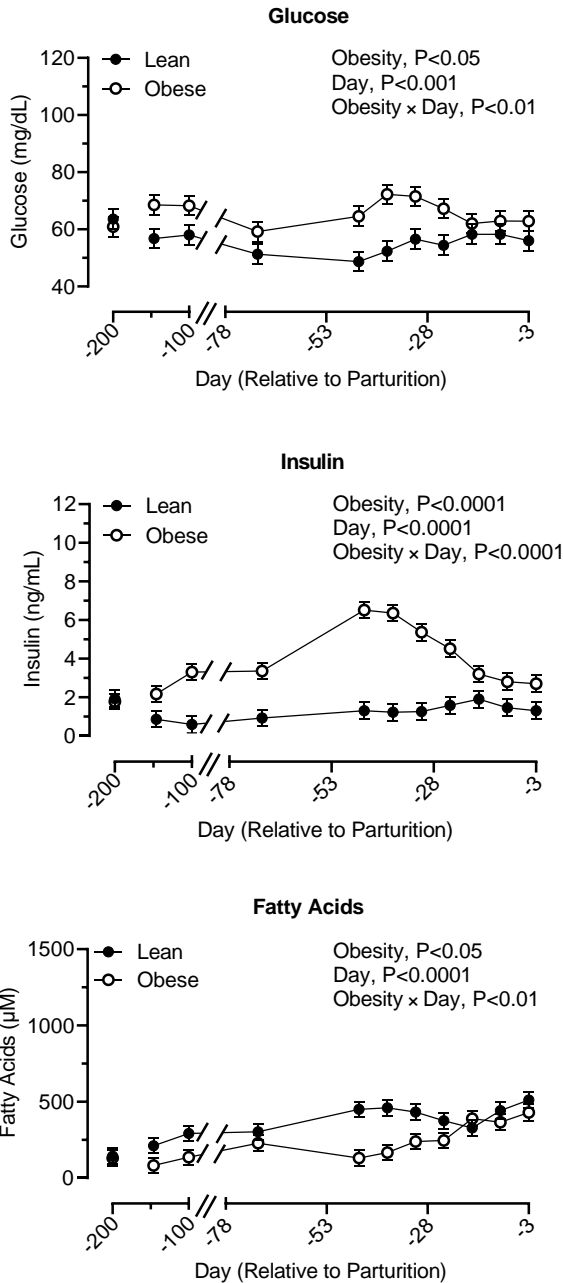 Glucose
Lean
Obese
Obesity, P<0.05
Day, P<0.001
Obesity × Day, P<0.01
Glucose (mg/dL)
120
100
80
60
40
-200
-100
-78
-53
-28
-3
Day (Relative to Parturition)
Insulin
Lean
Obese
Obesity, P<0.0001
Day, P<0.0001
Obesity × Day, P<0.0001
Insulin (ng/mL)
12
10
8
6
4
2
0
-200
-100
-78
-53
-28
-3
Day (Relative to Parturition)
Fatty Acids
Lean
Obese
Obesity, P<0.05
Day, P<0.0001
Obesity × Day, P<0.01
Fatty Acids (µM)
1500
1000
500
0
-200
-100
-78
-53
-28
-3
Day (Relative to Parturition)